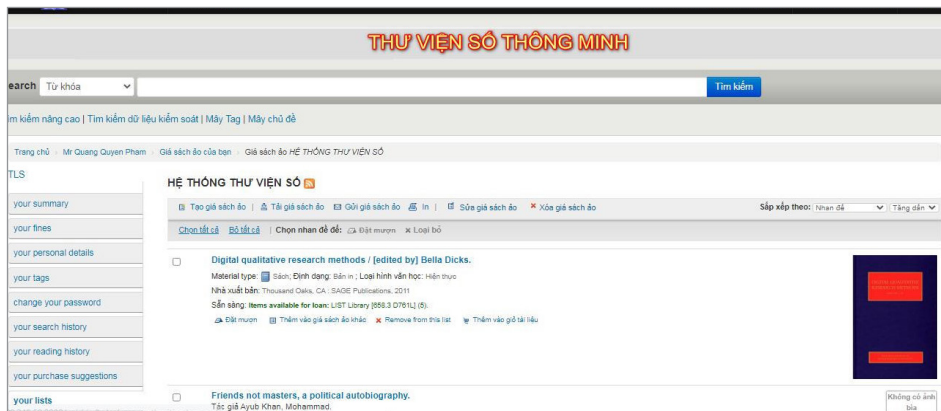 THƯ VIỆN SỐ THÔNG MINH
earch Từ khóa Tìm kiếm
ìm kiếm nâng cao | Tìm kiếm dữ liệu kiểm soát | Mây Tag | Mây chủ đề
Trang chủ › Mr Quang Quyen Pham › Giá sách ảo của bạn › Giá sách ảo HỆ THỐNG THƯ VIỆN SỐ
TLS
your summary
your fines
your personal details
your tags
change your password
your search history
your reading history
your purchase suggestions
your lists
HỆ THỐNG THƯ VIỆN SỐ
Tạo giá sách ảo | Tải giá sách ảo Gửi giá sách ảo In | Sửa giá sách ảo Xóa giá sách ảo Sắp xếp theo: Nhan đề Tăng dần
Chọn tất cả Bỏ tất cả | Chọn nhan đề để: Đặt mượn Loại bỏ
Digital qualitative research methods / [edited by] Bella Dicks.
Material type: Sách; Định dạng: Bản in ; Loại hình văn học: Hiện thực
Nhà xuất bản: Thousand Oaks, CA : SAGE Publications, 2011
Sẵn sàng: Items available for loan: LIST Library [658.3 D761L] (5).
Đặt mượn Thêm vào giá sách ảo khác Remove from this list Thêm vào giỏ tài liệu
Friends not masters, a political autobiography.
Tác giả Ayub Khan, Mohammad.
Không có ảnh
bìa